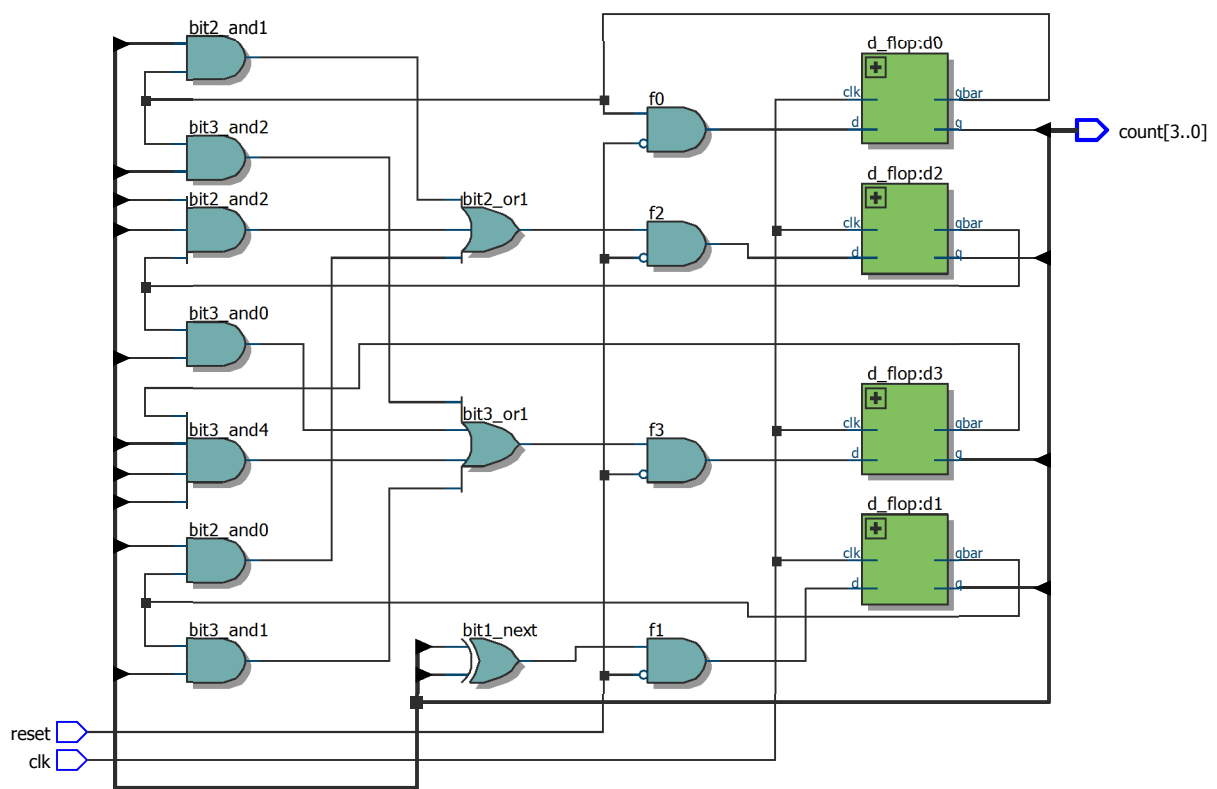 bit2_and1
d_flop:d0
clk
qbar
d
q
f0
count[3..0]
bit3_and2
bit2_and2
bit2_or1
d_flop:d2
clk
qbar
d
q
f2
bit3_and0
d_flop:d3
clk
qbar
d
q
bit3_and4
bit3_or1
f3
d_flop:d1
clk
qbar
d
q
bit2_and0
bit3_and1
bit1_next
f1
reset
clk